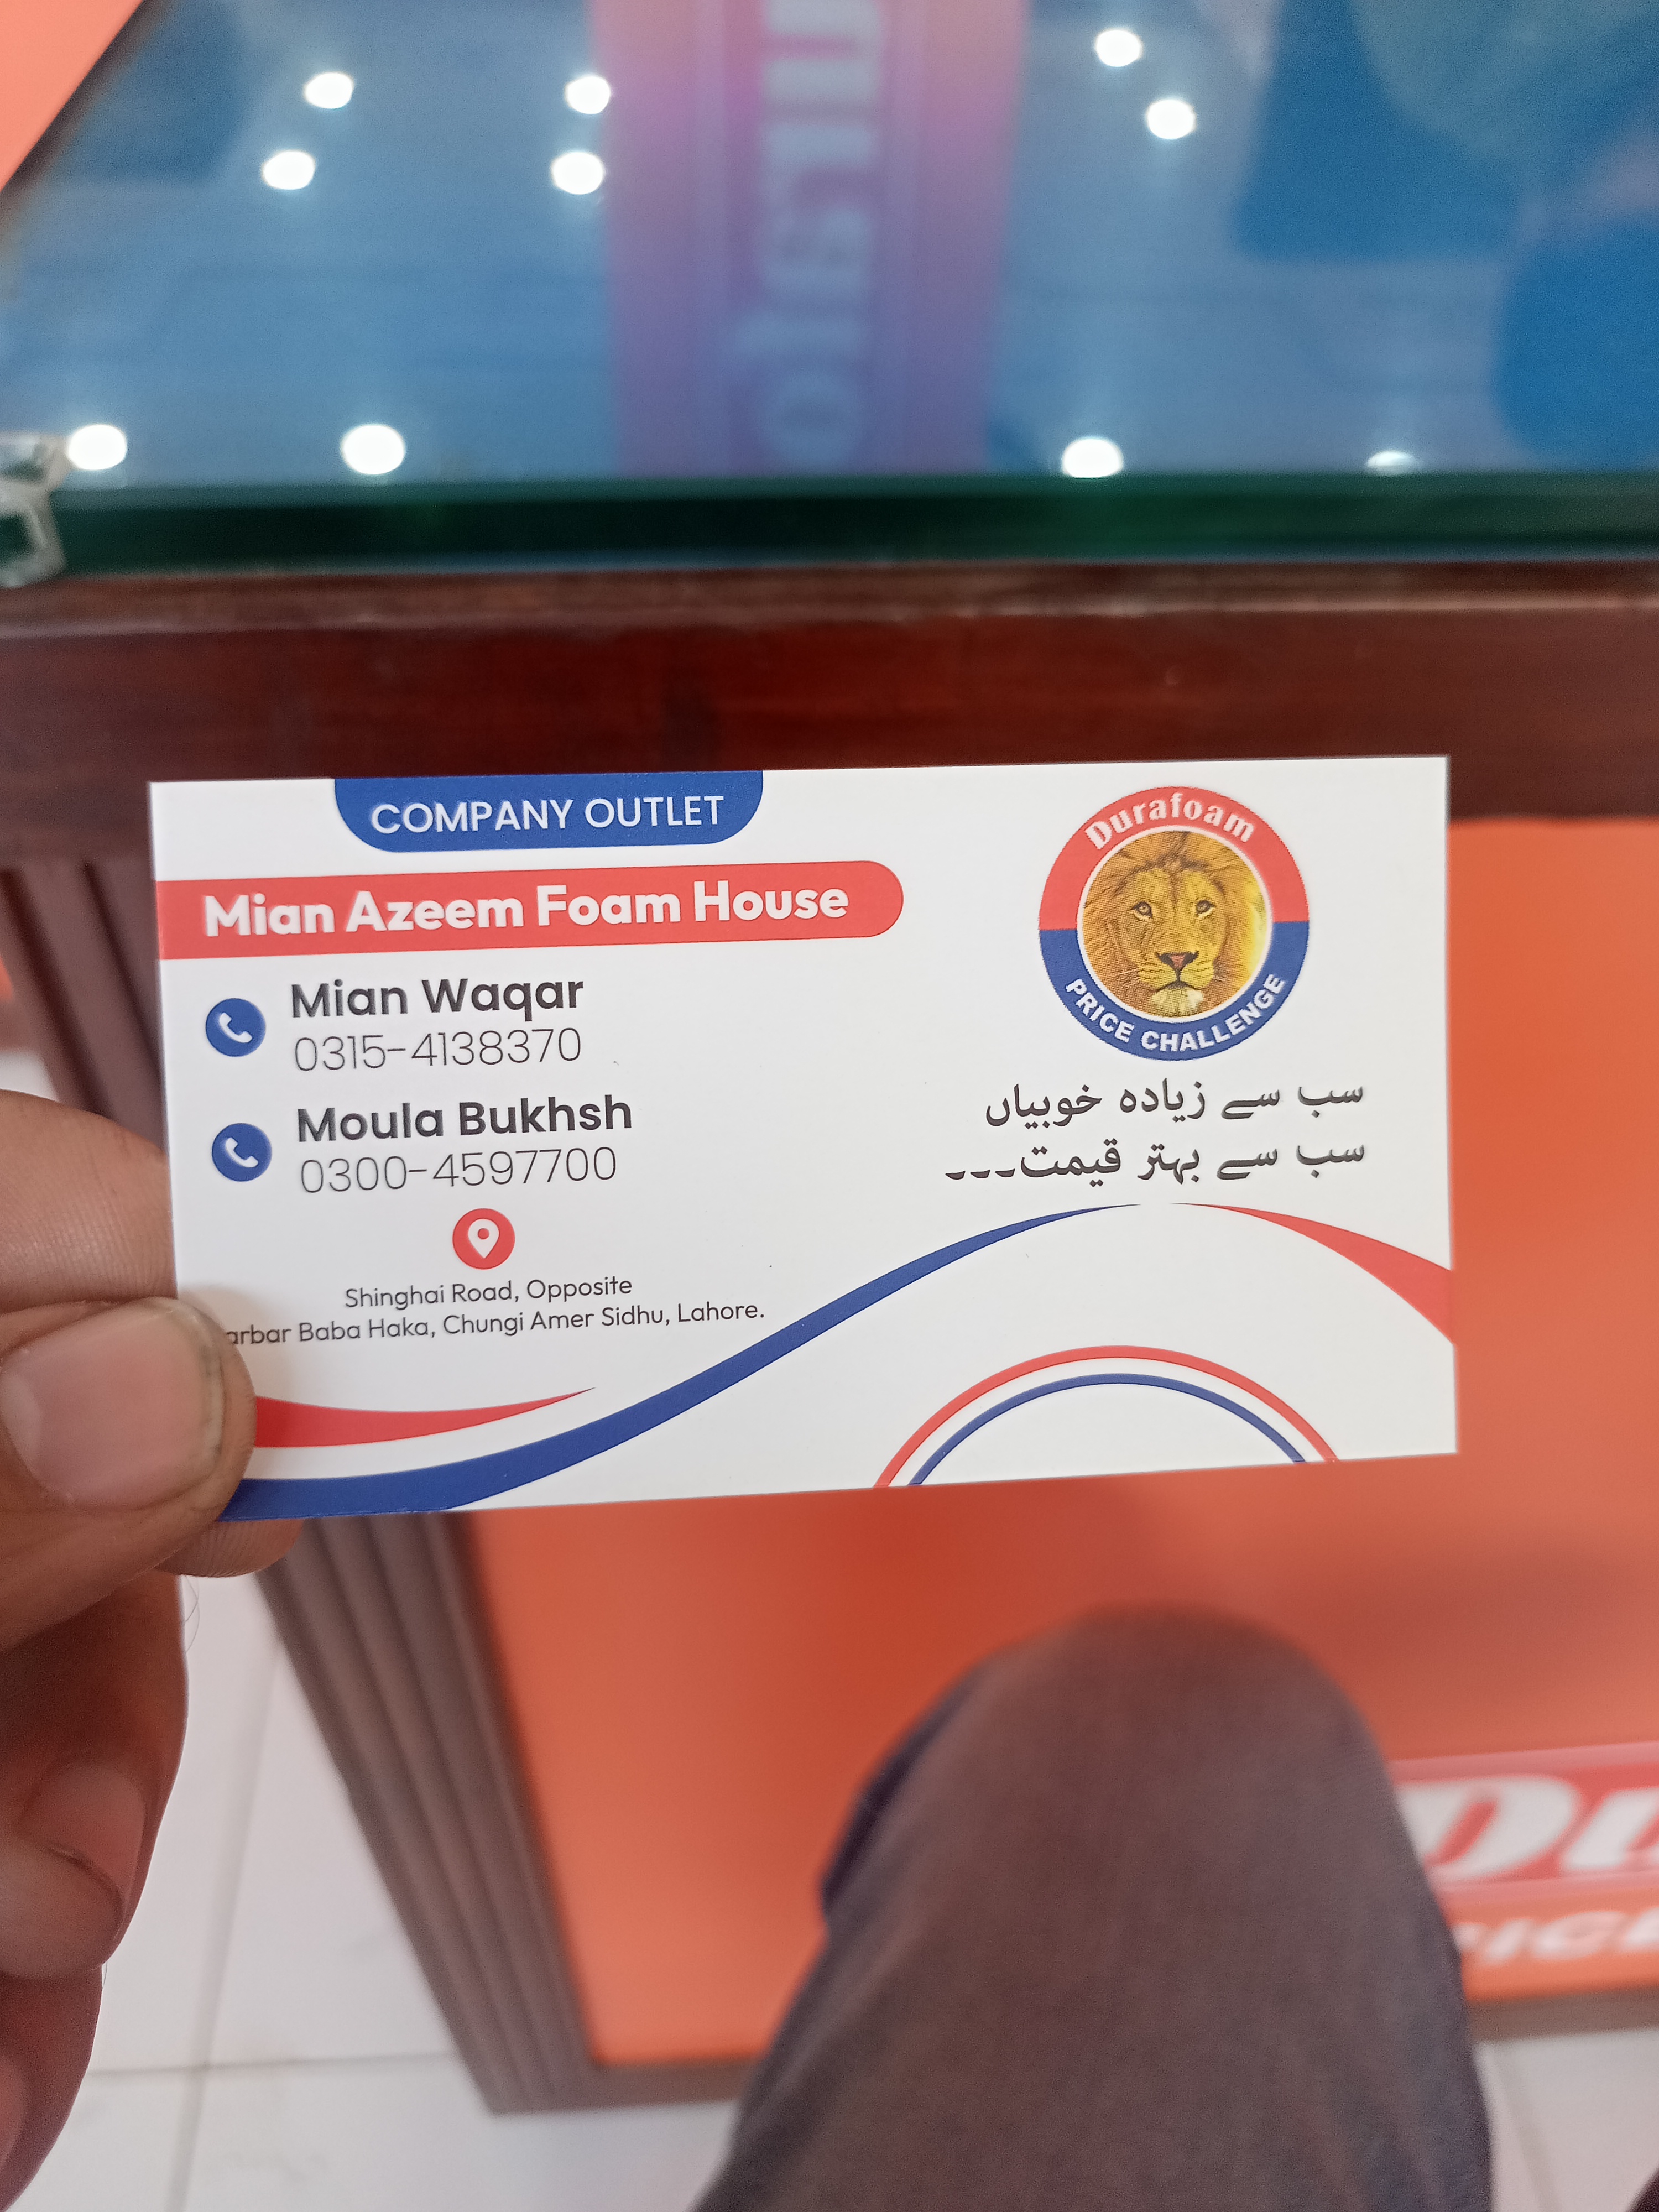 COMPANY OUTLET
Mian Azeem Foam House
Mian Waqar
0315-4138370
Moula Bukhsh
0300-4597700
Shinghai Road, Opposite
Baba Haka, Chungi Amer Sidhu, Lahore.
Durafoam
PRICE CHALLENGE
سب سے زیادہ خوبیاں
سب سے بہتر قیمت۔۔۔